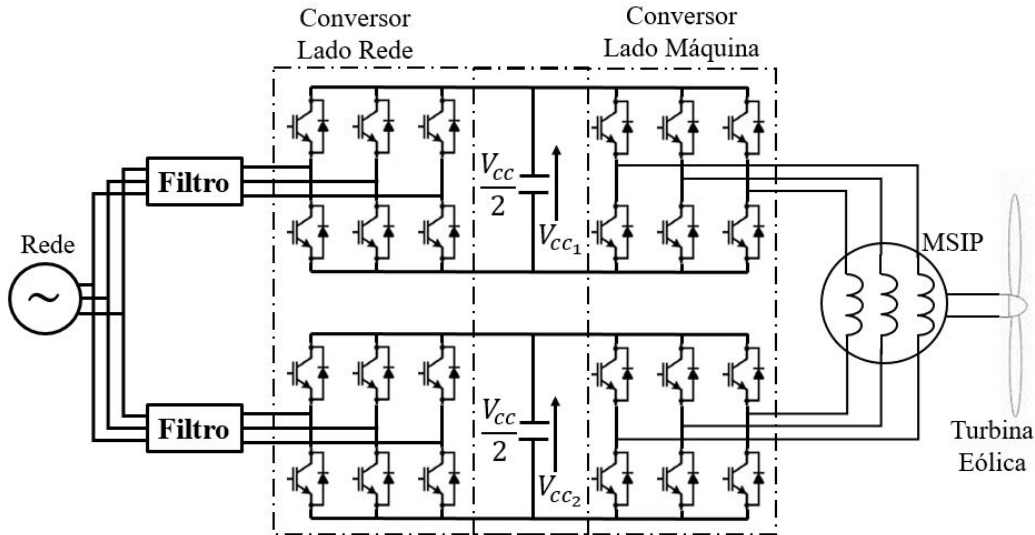 Conversor
Lado Rede
Conversor
Lado Máquina
Filtro
V_cc/2
V_cc₁
Rede
~
MSIP
Filtro
V_cc/2
V_cc₂
Turbina
Eólica